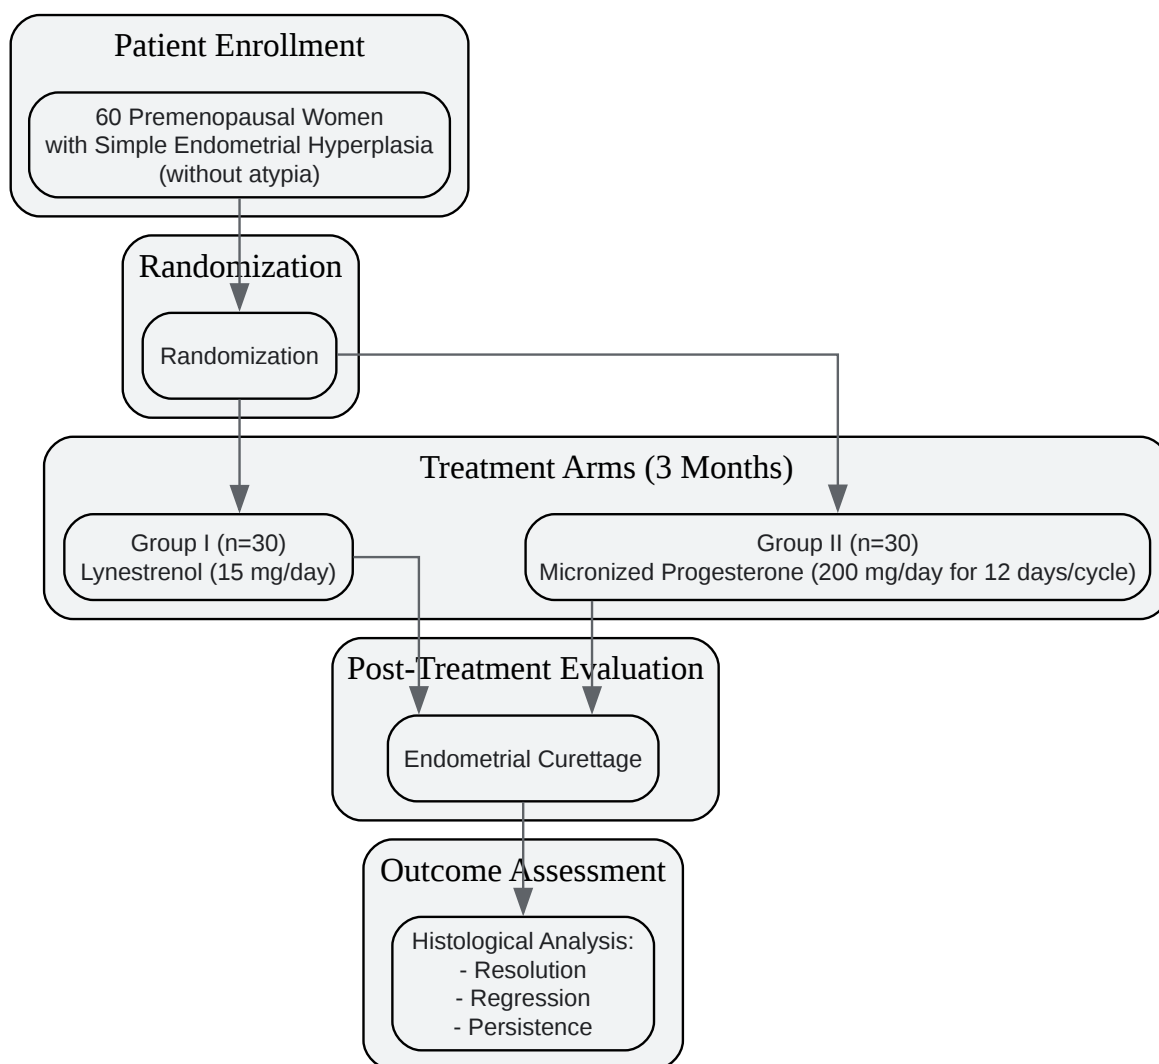 Patient Enrollment
60 Premenopausal Women
with Simple Endometrial Hyperplasia
(without atypia)
Randomization
Randomization
Treatment Arms (3 Months)
Group I (n=30)
Lynestrenol (15 mg/day)
Group II (n=30)
Micronized Progesterone (200 mg/day for 12 days/cycle)
Post-Treatment Evaluation
Endometrial Curettage
Outcome Assessment
Histological Analysis:
- Resolution
- Regression
- Persistence